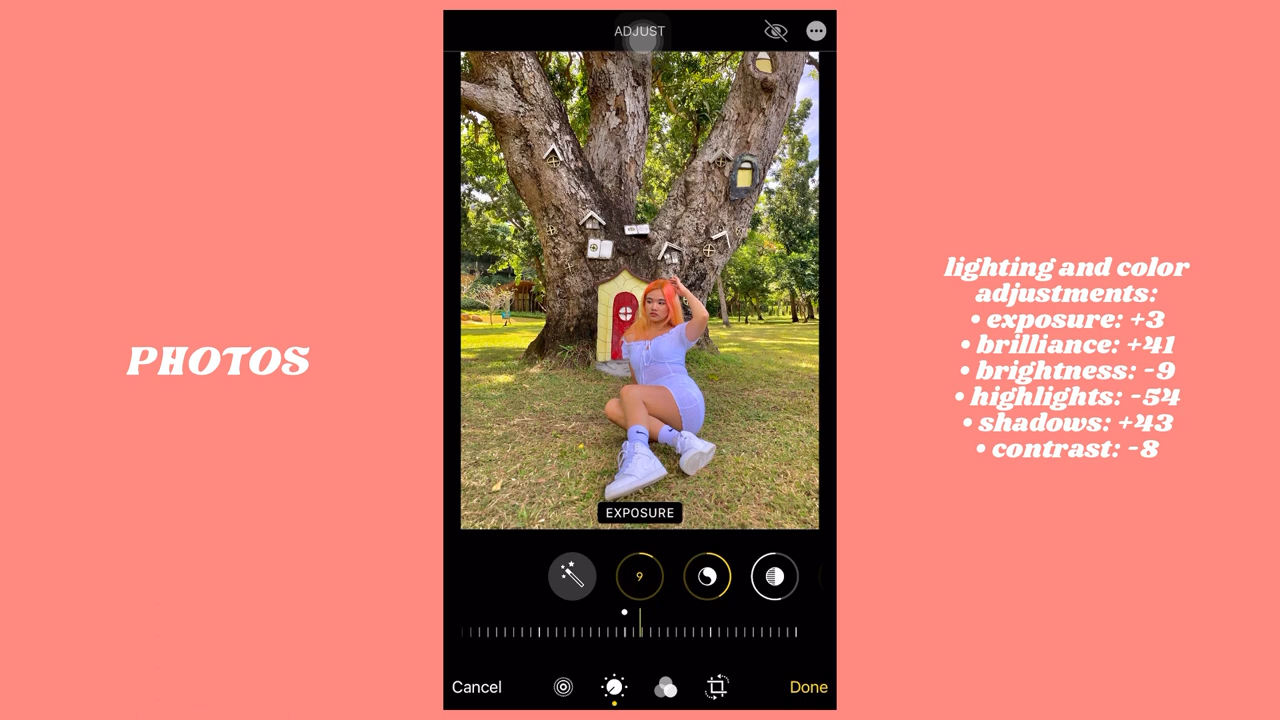 ADJUST
PHOTOS
lighting and color
adjustments:
• exposure: +3
• brilliance: +41
• brightness: -9
• highlights: -54
• shadows: +43
• contrast: -8
EXPOSURE
9
Cancel
Done